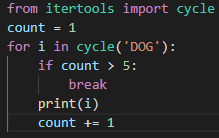 from itertools import cycle
count = 1
for i in cycle('DOG'):
    if count > 5:
        break
    print(i)
    count += 1